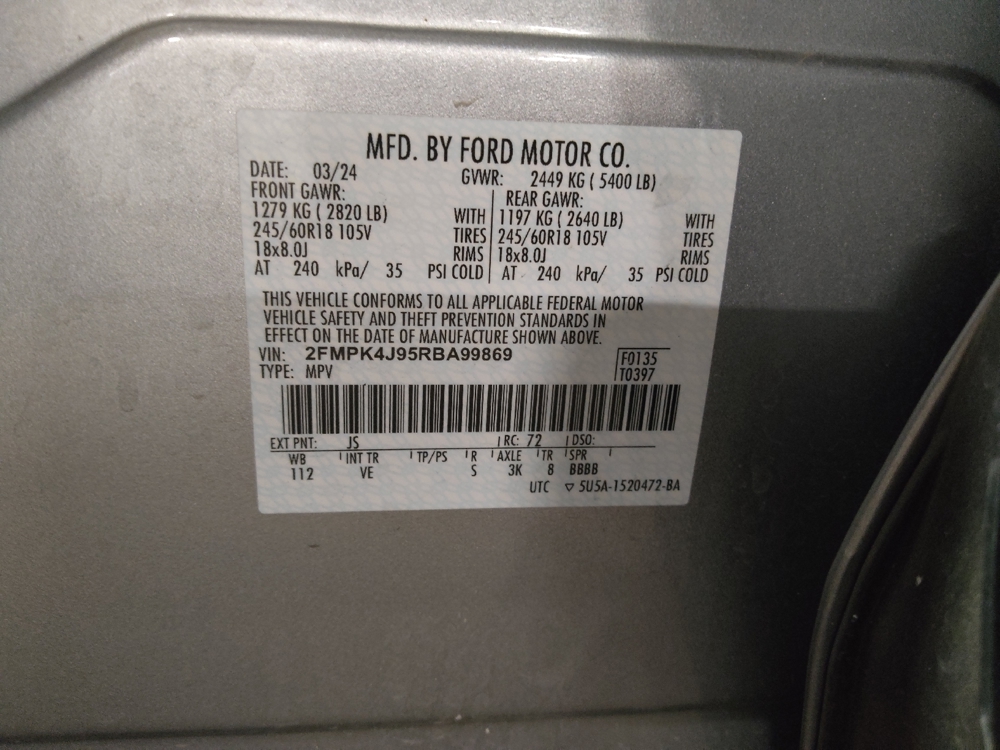 MFD. BY FORD MOTOR CO.
DATE: 03/24 GVWR: 2449 KG ( 5400 LB)
FRONT GAWR: REAR GAWR:
1279 KG ( 2820 LB) WITH 1197 KG ( 2640 LB) WITH
245/60R18 105V TIRES 245/60R18 105V TIRES
18x8.0J RIMS 18x8.0J RIMS
AT 240 kPa/ 35 PSI COLD AT 240 kPa/ 35 PSI COLD
THIS VEHICLE CONFORMS TO ALL APPLICABLE FEDERAL MOTOR
VEHICLE SAFETY AND THEFT PREVENTION STANDARDS IN
EFFECT ON THE DATE OF MANUFACTURE SHOWN ABOVE.
VIN: 2FMPK4J95RBA99869 F0135
TYPE: MPV T0397
EXT PNT: JS RC: 72 DSO:
WB INT TR TP/PS R AXLE TR SPR
112 VE S 3K 8 BBBB
UTC ▽ 5U5A-1520472-BA